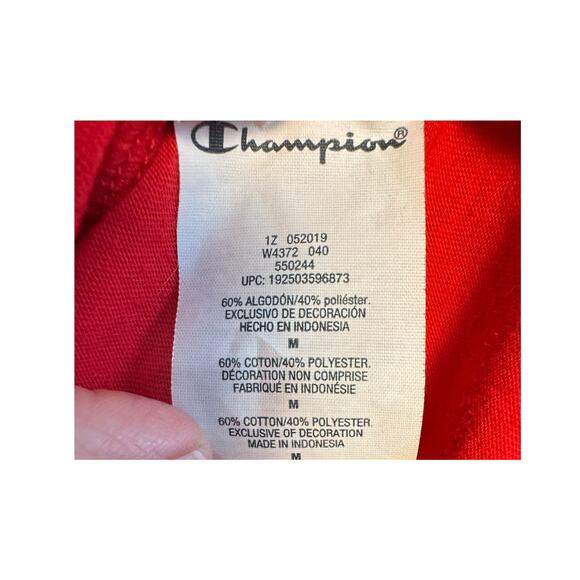 Champion®
1Z 052019
W4372 040
550244
UPC: 192503596873
60% ALGODÓN/40% poliéster.
EXCLUSIVO DE DECORACIÓN
HECHO EN INDONESIA
M
60% COTON/40% POLYESTER.
DÉCORATION NON COMPRISE
FABRIQUÉ EN INDONÉSIE
M
60% COTTON/40% POLYESTER.
EXCLUSIVE OF DECORATION
MADE IN INDONESIA
M